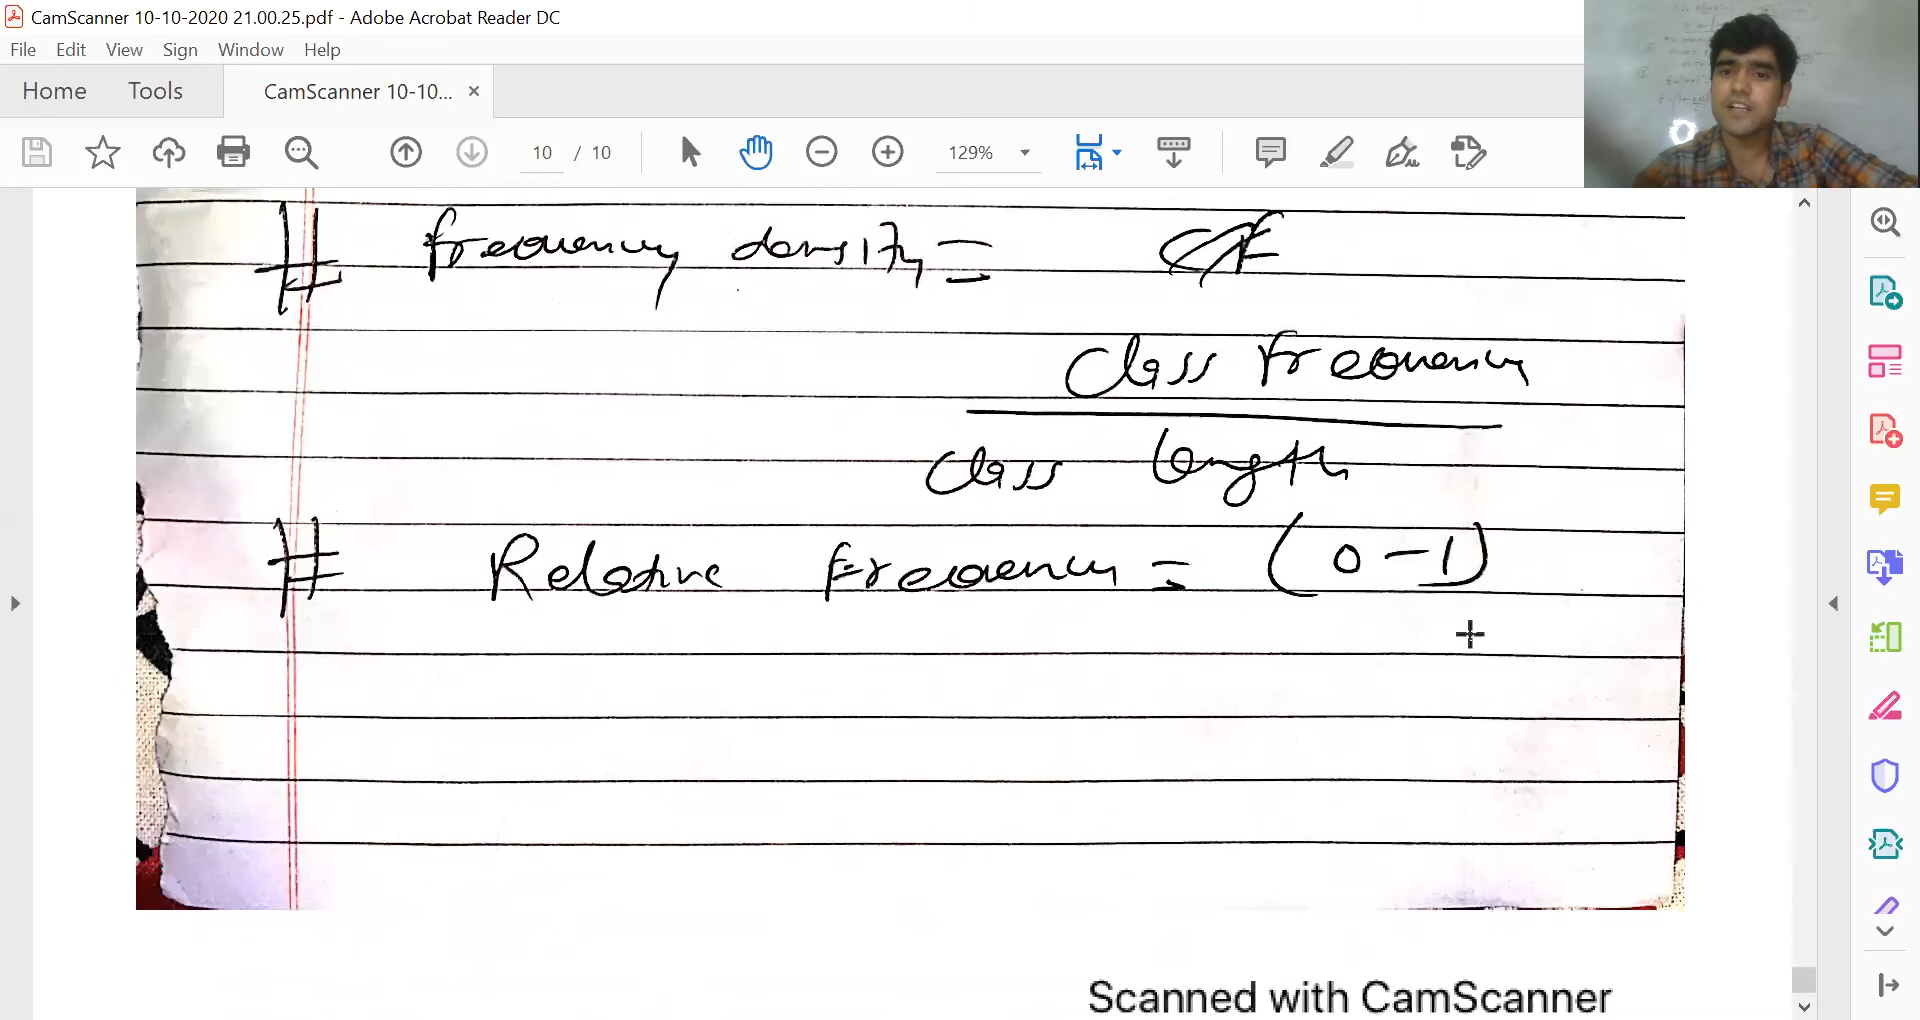 CamScanner 10-10-2020 21.00.25.pdf - Adobe Acrobat Reader DC
File Edit View Sign Window Help
Home Tools CamScanner 10-10... ×
10 / 10 129%
# frequency density =
Class frequency
Class length
# Relative Frequency = (0-1)
Scanned with CamScanner